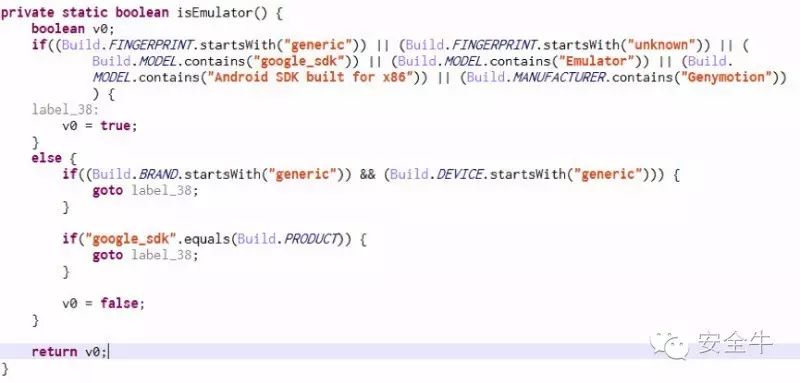 private static boolean isEmulator() {
boolean v0;
if((Build.FINGERPRINT.startsWith("generic")) || (Build.FINGERPRINT.startsWith("unknown")) || (
Build.MODEL.contains("google_sdk")) || (Build.MODEL.contains("Emulator")) || (Build.
MODEL.contains("Android SDK built for x86")) || (Build.MANUFACTURER.contains("Genymotion"))
) {
label_38:
v0 = true;
}
else {
if((Build.BRAND.startsWith("generic")) && (Build.DEVICE.startsWith("generic"))) {
goto label_38;
}
if("google_sdk".equals(Build.PRODUCT)) {
goto label_38;
}
v0 = false;
}
return v0;
}
安全牛